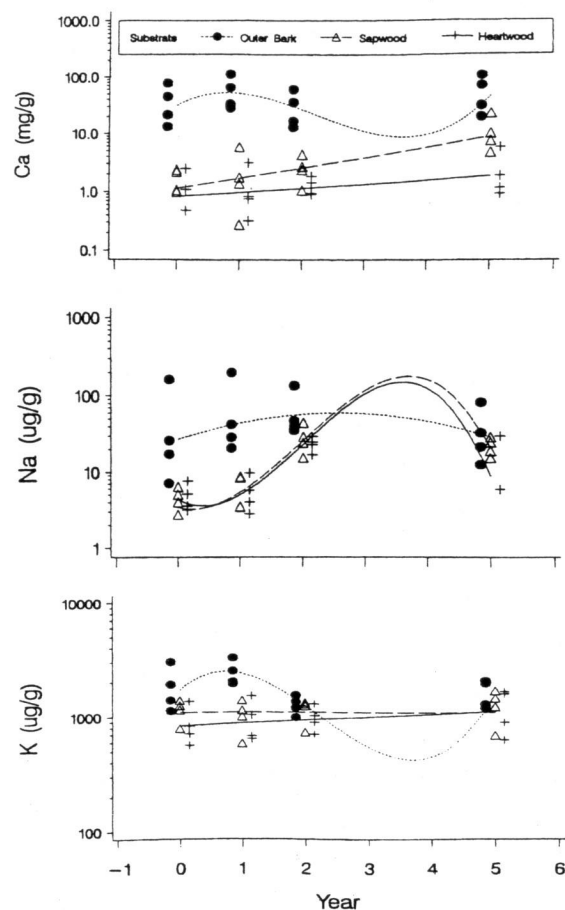 1000.0
Substrats Outer Bark Sapwood Heartwood
100.0
10.0
1.0
0.1
Ca (mg/g)
1000
100
10
1
Na (ug/g)
10000
1000
100
K (ug/g)
−1 0 1 2 3 4 5 6
Year